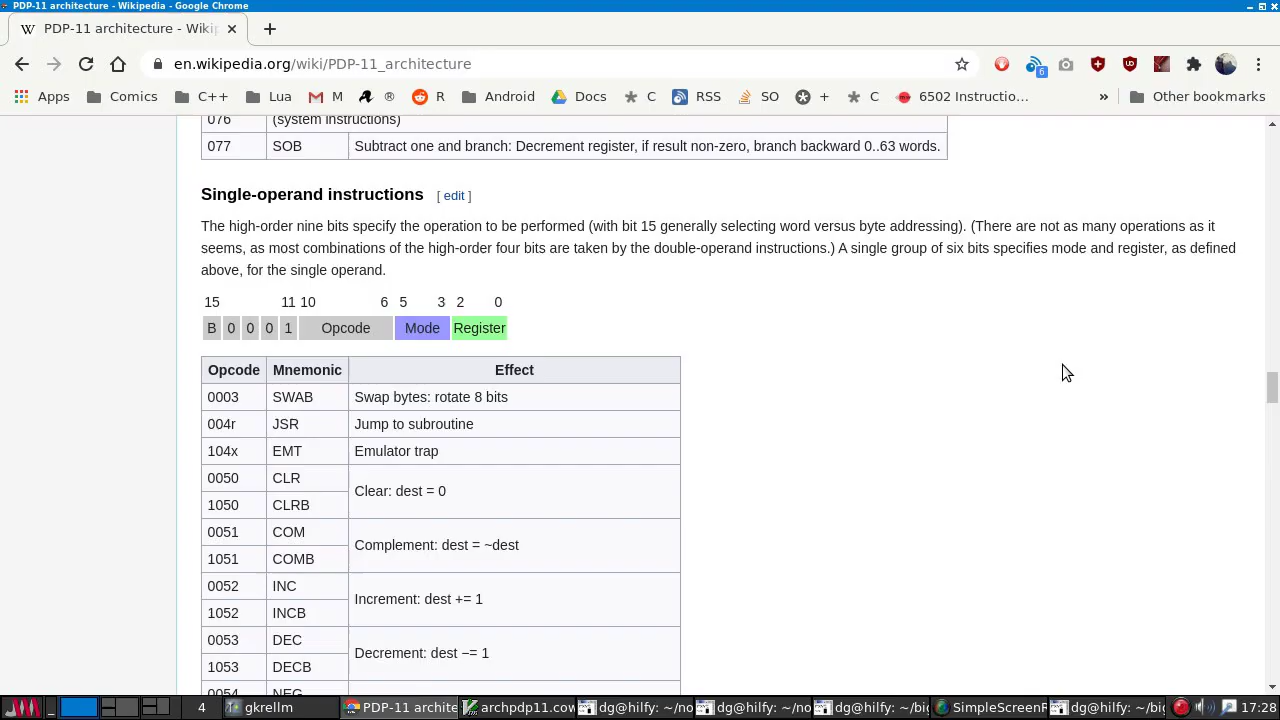 PDP-11 architecture - Wikipedia - Google Chrome
PDP-11 architecture - Wikip
en.wikipedia.org/wiki/PDP-11_architecture
6
Apps Comics C++ Lua M ® R Android Docs C RSS SO + C 6502 Instructio… » Other bookmarks
076 (system instructions)
077 SOB Subtract one and branch: Decrement register, if result non-zero, branch backward 0..63 words.
Single-operand instructions [ edit ]
The high-order nine bits specify the operation to be performed (with bit 15 generally selecting word versus byte addressing). (There are not as many operations as it
seems, as most combinations of the high-order four bits are taken by the double-operand instructions.) A single group of six bits specifies mode and register, as defined
above, for the single operand.
15 11 10 6 5 3 2 0
B 0 0 0 1 Opcode Mode Register
Opcode Mnemonic Effect
0003 SWAB Swap bytes: rotate 8 bits
004r JSR Jump to subroutine
104x EMT Emulator trap
0050 CLR Clear: dest = 0
1050 CLRB
0051 COM Complement: dest = ~dest
1051 COMB
0052 INC Increment: dest += 1
1052 INCB
0053 DEC Decrement: dest −= 1
1053 DECB
0054 NEG
4 gkrellm PDP-11 archite archpdp11.cow dg@hilfy: ~/no dg@hilfy: ~/no dg@hilfy: ~/big SimpleScreenR dg@hilfy: ~/big 17:28